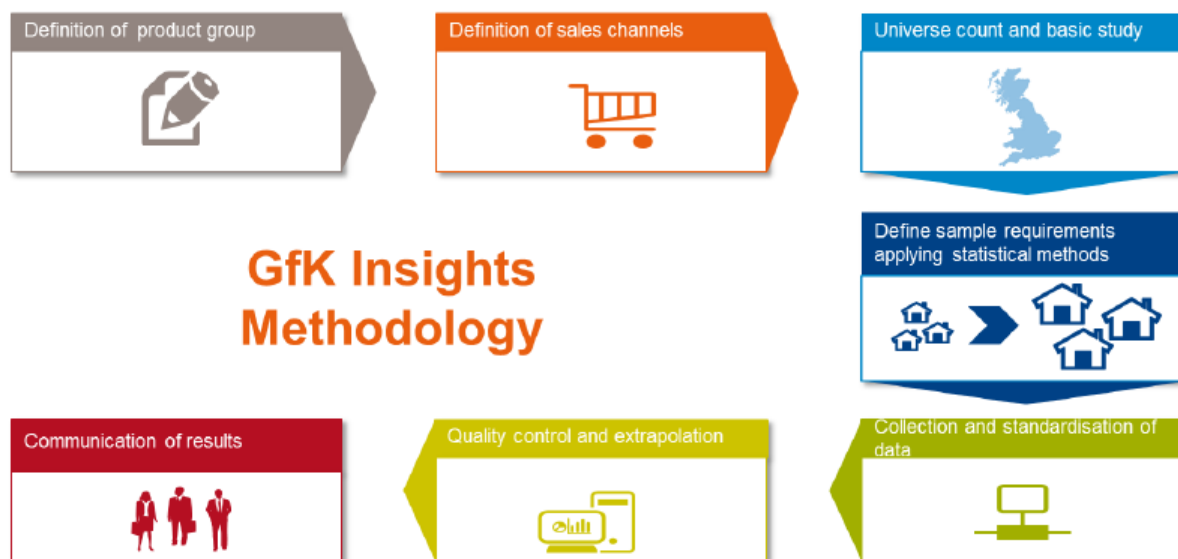 Definition of product group
Definition of sales channels
Universe count and basic study
GfK Insights
Methodology
Define sample requirements
applying statistical methods
Collection and standardisation of
data
Quality control and extrapolation
Communication of results